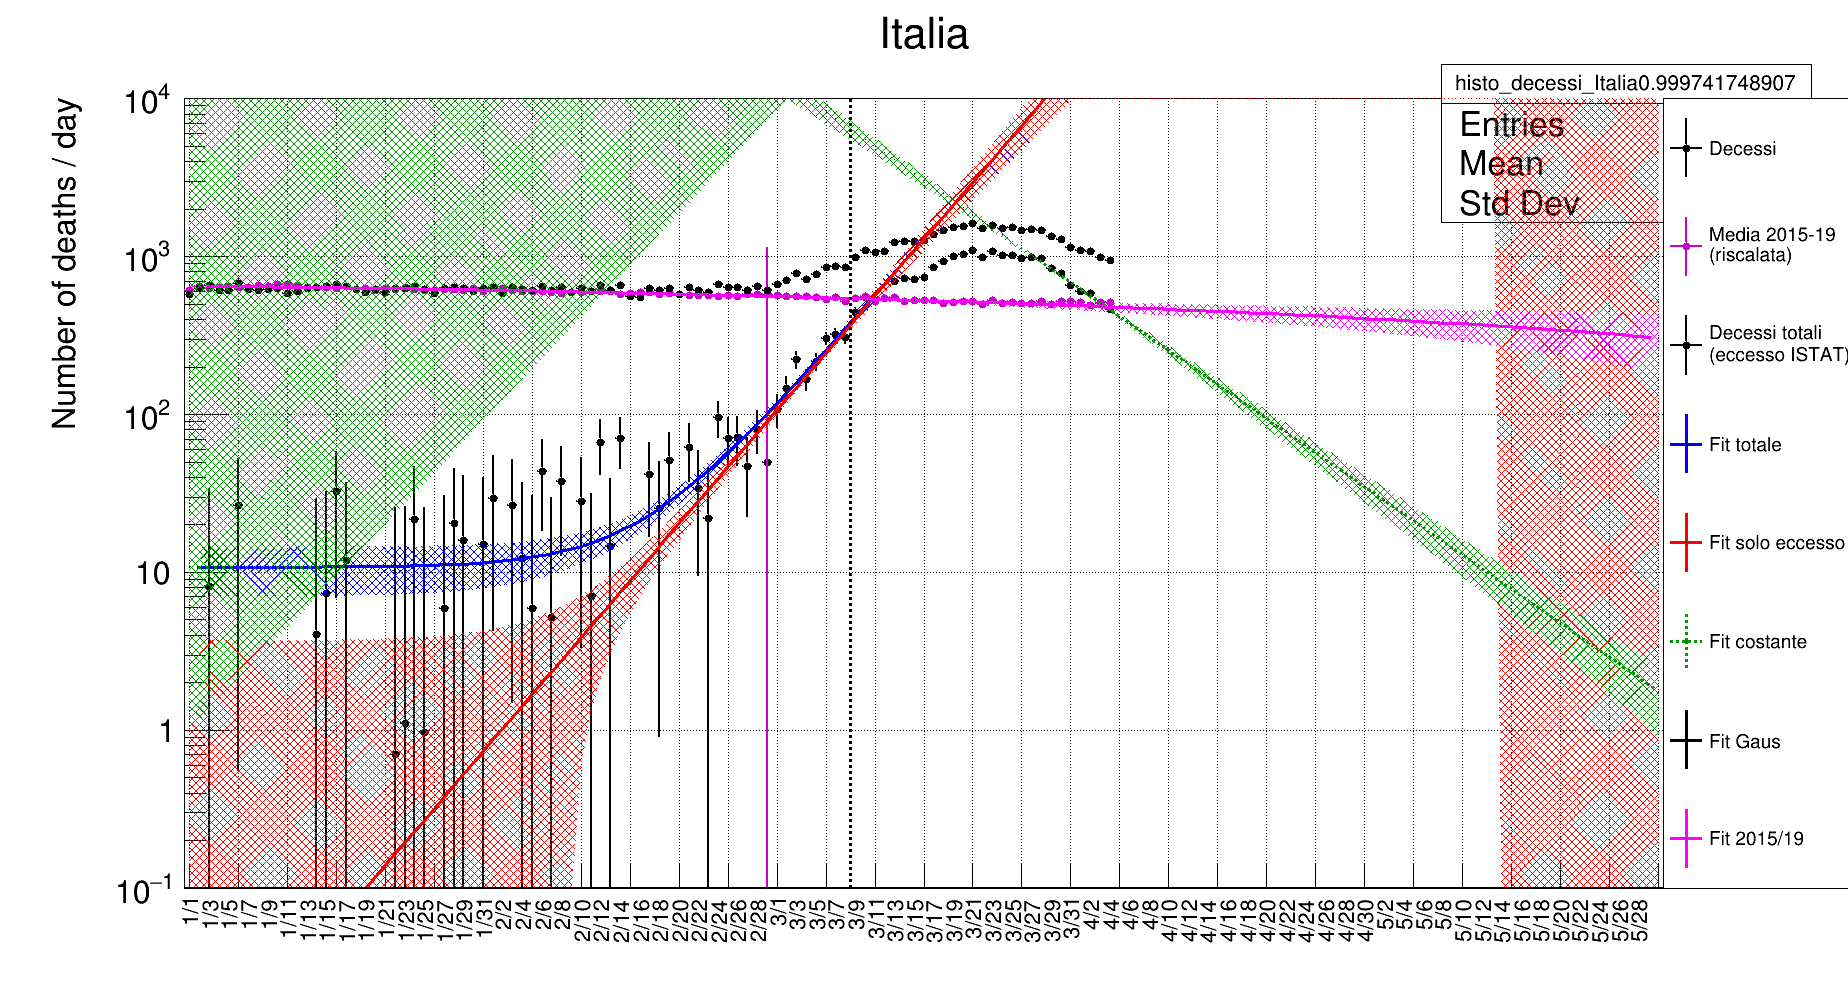 Italia
histo_decessi_Italia0.999741748907
Entries
Mean
Std Dev
Number of deaths / day
10⁴
10³
10²
10
1
10⁻¹
1/1 1/3 1/5 1/7 1/9 1/11 1/13 1/15 1/17 1/19 1/21 1/23 1/25 1/27 1/29 1/31 2/2 2/4 2/6 2/8 2/10 2/12 2/14 2/16 2/18 2/20 2/22 2/24 2/26 2/28 3/1 3/3 3/5 3/7 3/9 3/11 3/13 3/15 3/17 3/19 3/21 3/23 3/25 3/27 3/29 3/31 4/2 4/4 4/6 4/8 4/10 4/12 4/14 4/16 4/18 4/20 4/22 4/24 4/26 4/28 4/30 5/2 5/4 5/6 5/8 5/10 5/12 5/14 5/16 5/18 5/20 5/22 5/24 5/26 5/28
Decessi
Media 2015-19
(riscalata)
Decessi totali
(eccesso ISTAT)
Fit totale
Fit solo eccesso
Fit costante
Fit Gaus
Fit 2015/19